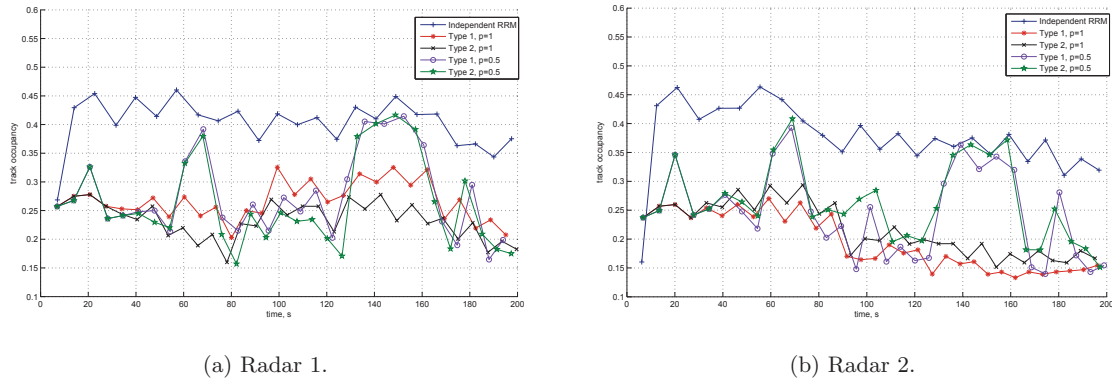 0.6
0.55
0.5
0.45
0.4
0.35
0.3
0.25
0.2
0.15
0.1
track occupancy
0 20 40 60 80 100 120 140 160 180 200
time, s
Independent RRM
Type 1, p=1
Type 2, p=1
Type 1, p=0.5
Type 2, p=0.5
(a) Radar 1.
0.6
0.55
0.5
0.45
0.4
0.35
0.3
0.25
0.2
0.15
0.1
track occupancy
0 20 40 60 80 100 120 140 160 180 200
time, s
Independent RRM
Type 1, p=1
Type 2, p=1
Type 1, p=0.5
Type 2, p=0.5
(b) Radar 2.